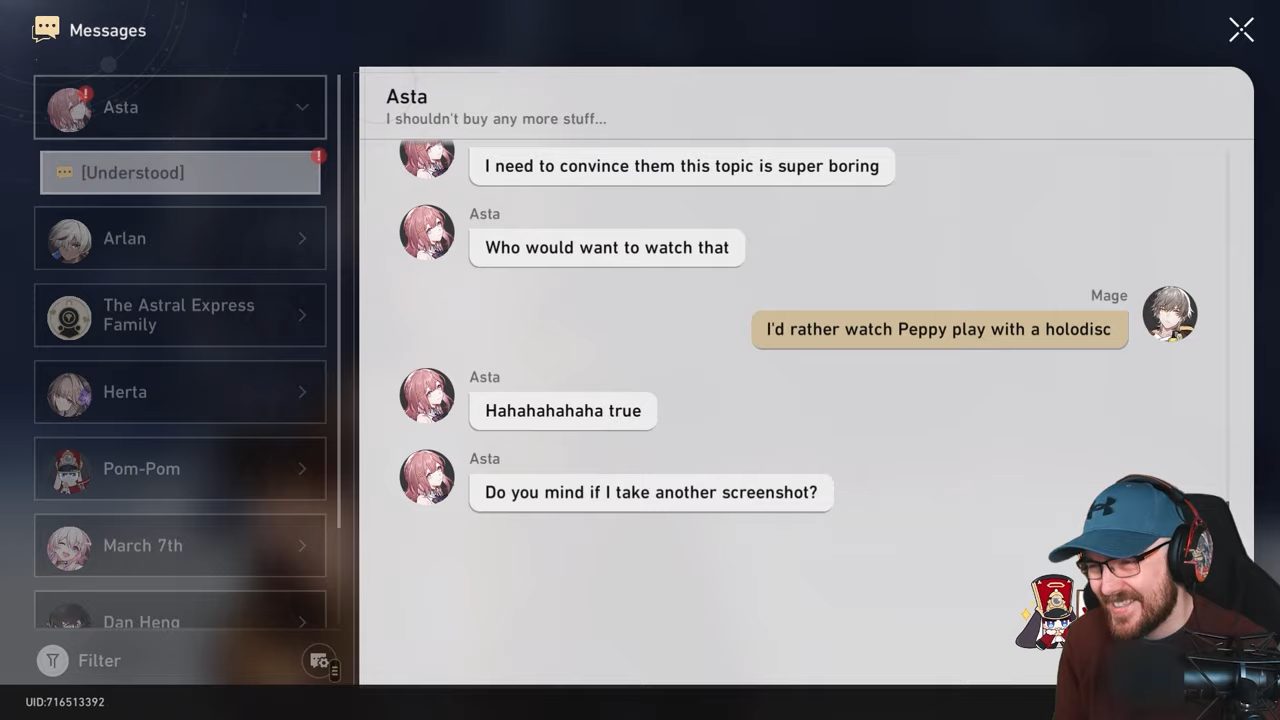 Messages
Asta
[Understood]
Arlan
The Astral Express
Family
Herta
Pom-Pom
March 7th
Dan Heng
Filter
UID:716513392
Asta
I shouldn't buy any more stuff...
I need to convince them this topic is super boring
Asta
Who would want to watch that
Mage
I'd rather watch Peppy play with a holodisc
Asta
Hahahahahaha true
Asta
Do you mind if I take another screenshot?